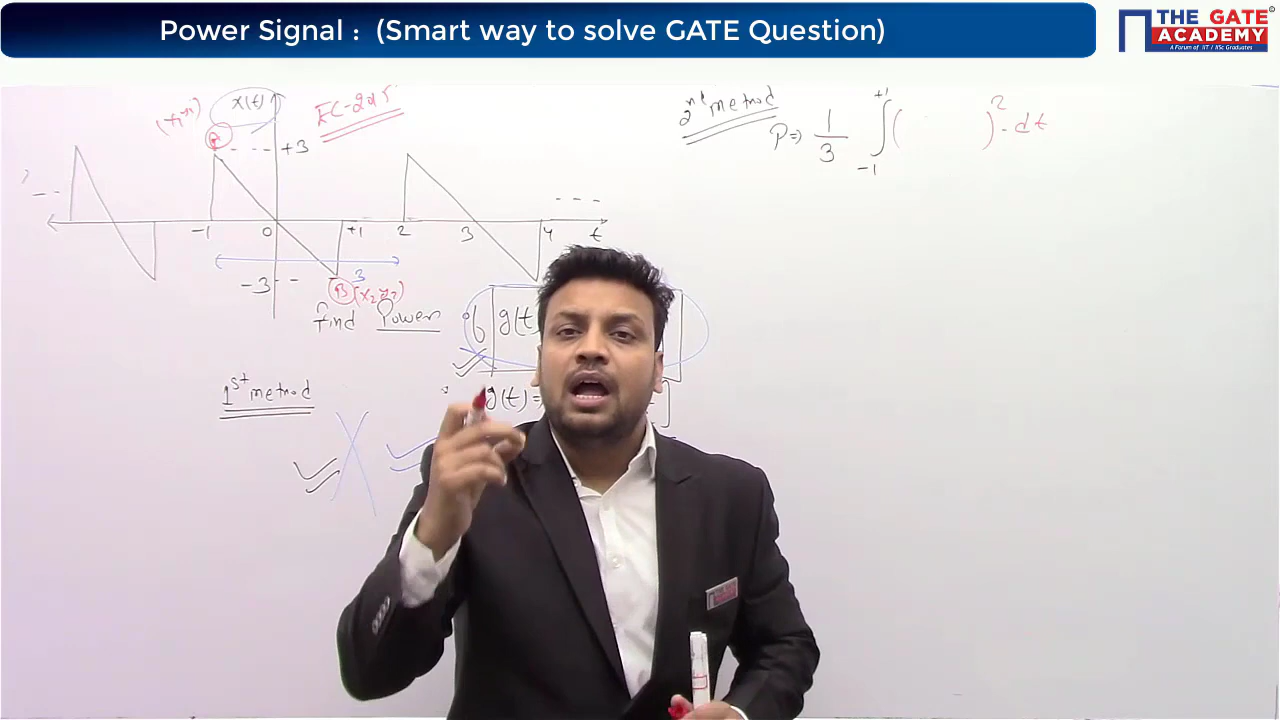 Power Signal : (Smart way to solve GATE Question)
THE GATE
ACADEMY
A Forum of IIT / IISc Graduates
x(t)
EC-2015
A
+3
-1 0 +1 2 3 4 t
3
-3
B (x2 y2)
find Power of g(t)
1st method
g(t) =
2nd method
P => 1/3 ∫ -1 +1 ( )2 . dt